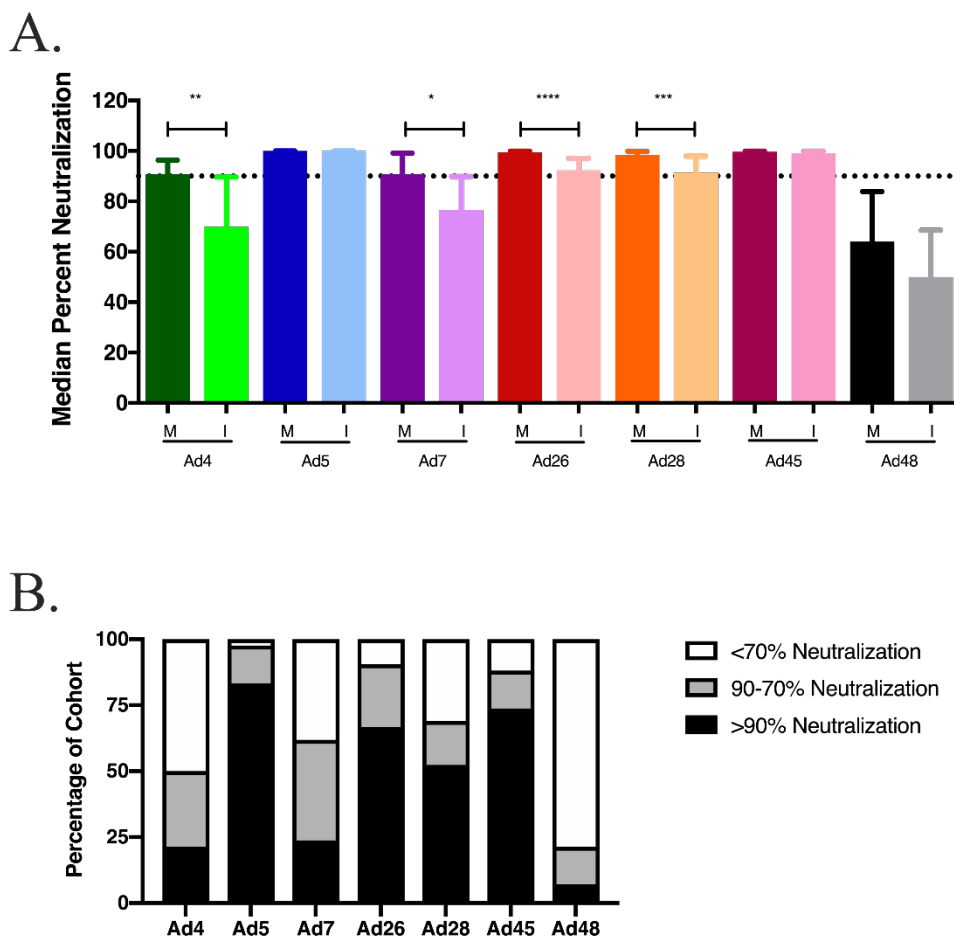 A.
Median Percent Neutralization
120
100
80
60
40
20
0
** * **** ***
M I M I M I M I M I M I M I
Ad4 Ad5 Ad7 Ad26 Ad28 Ad45 Ad48
B.
Percentage of Cohort
100
75
50
25
0
Ad4 Ad5 Ad7 Ad26 Ad28 Ad45 Ad48
<70% Neutralization
90-70% Neutralization
>90% Neutralization